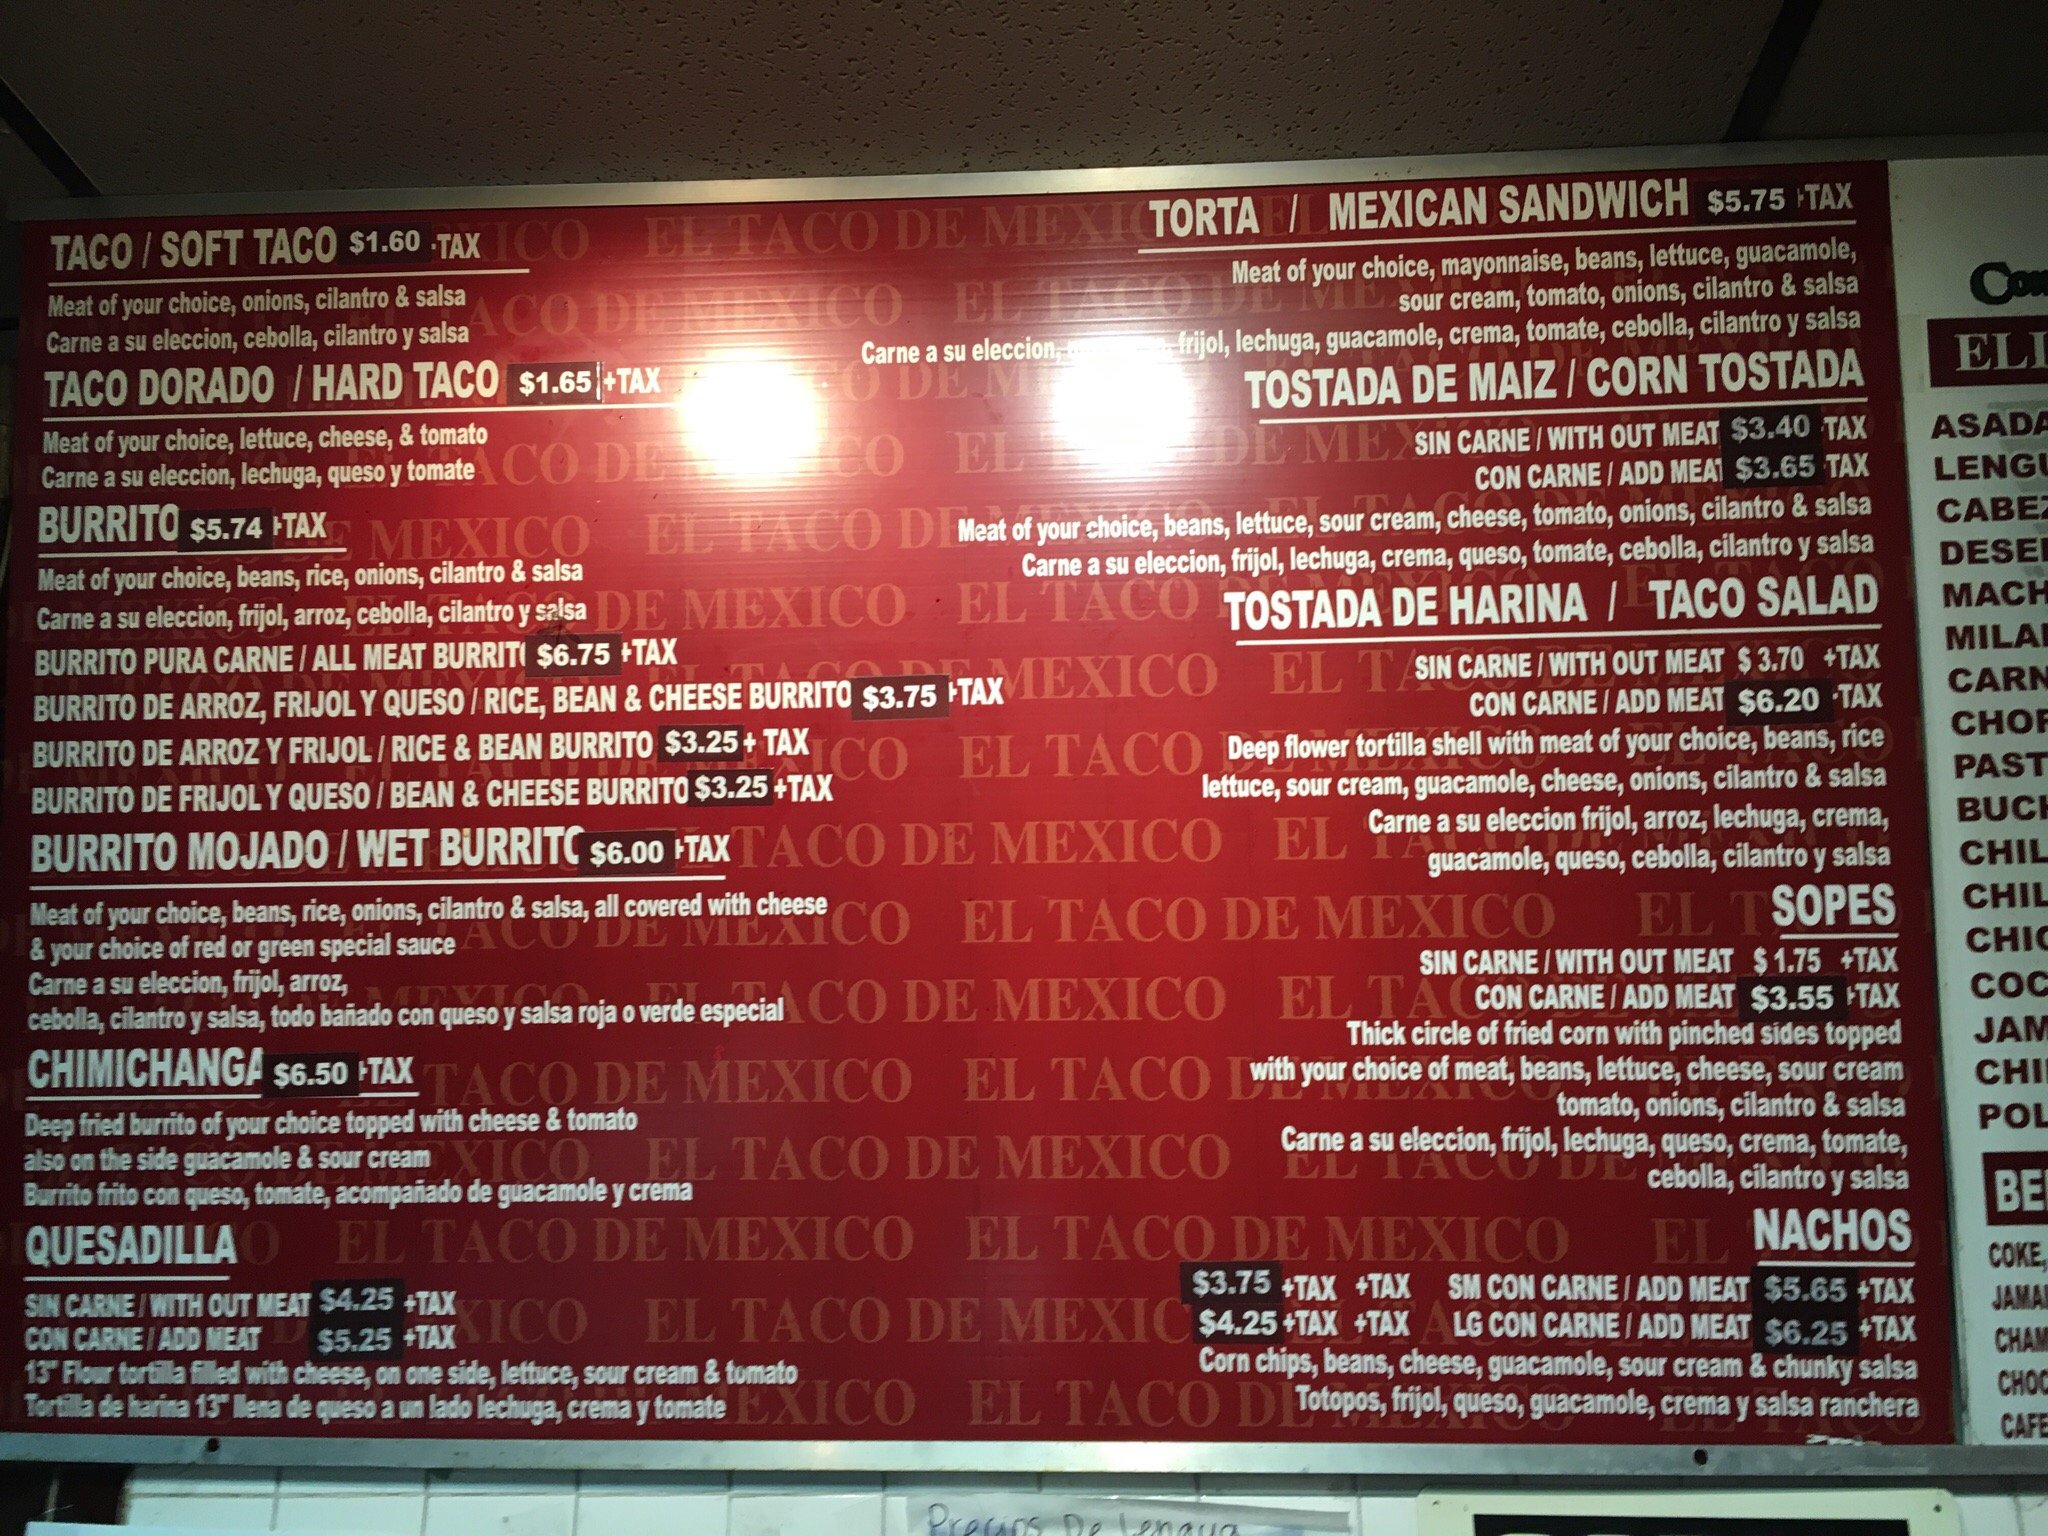 TACO / SOFT TACO $1.60 TAX
Meat of your choice, onions, cilantro & salsa
Carne a su eleccion, cebolla, cilantro y salsa
TACO DORADO / HARD TACO $1.65 +TAX
Meat of your choice, lettuce, cheese, & tomato
Carne a su eleccion, lechuga, queso y tomate
BURRITO $5.74 +TAX
Meat of your choice, beans, rice, onions, cilantro & salsa
Carne a su eleccion, frijol, arroz, cebolla, cilantro y salsa
BURRITO PURA CARNE / ALL MEAT BURRITO $6.75 +TAX
BURRITO DE ARROZ, FRIJOL Y QUESO / RICE, BEAN & CHEESE BURRITO $3.75 +TAX
BURRITO DE ARROZ Y FRIJOL / RICE & BEAN BURRITO $3.25 + TAX
BURRITO DE FRIJOL Y QUESO / BEAN & CHEESE BURRITO $3.25 +TAX
BURRITO MOJADO / WET BURRITO $6.00 +TAX
Meat of your choice, beans, rice, onions, cilantro & salsa, all covered with cheese
& your choice of red or green special sauce
Carne a su eleccion, frijol, arroz,
cebolla, cilantro y salsa, todo bañado con queso y salsa roja o verde especial
CHIMICHANGA $6.50 +TAX
Deep fried burrito of your choice topped with cheese & tomato
also on the side guacamole & sour cream
Burrito frito con queso, tomate, acompañado de guacamole y crema
QUESADILLA
SIN CARNE / WITH OUT MEAT $4.25 +TAX
CON CARNE / ADD MEAT $5.25 +TAX
13" Flour tortilla filled with cheese, on one side, lettuce, sour cream & tomato
Tortilla de harina 13" llena de queso a un lado lechuga, crema y tomate
TORTA / MEXICAN SANDWICH $5.75 +TAX
Meat of your choice, mayonnaise, beans, lettuce, guacamole,
sour cream, tomato, onions, cilantro & salsa
Carne a su eleccion, frijol, lechuga, guacamole, crema, tomate, cebolla, cilantro y salsa
TOSTADA DE MAIZ / CORN TOSTADA
SIN CARNE / WITH OUT MEAT $3.40 TAX
CON CARNE / ADD MEAT $3.65 TAX
Meat of your choice, beans, lettuce, sour cream, cheese, tomato, onions, cilantro & salsa
Carne a su eleccion, frijol, lechuga, crema, queso, tomate, cebolla, cilantro y salsa
TOSTADA DE HARINA / TACO SALAD
SIN CARNE / WITH OUT MEAT $ 3.70 +TAX
CON CARNE / ADD MEAT $6.20 TAX
Deep flower tortilla shell with meat of your choice, beans, rice
lettuce, sour cream, guacamole, cheese, onions, cilantro & salsa
Carne a su eleccion frijol, arroz, lechuga, crema,
guacamole, queso, cebolla, cilantro y salsa
SOPES
SIN CARNE / WITH OUT MEAT $ 1.75 +TAX
CON CARNE / ADD MEAT $3.55 +TAX
Thick circle of fried corn with pinched sides topped
with your choice of meat, beans, lettuce, cheese, sour cream
tomato, onions, cilantro & salsa
Carne a su eleccion, frijol, lechuga, queso, crema, tomate,
cebolla, cilantro y salsa
NACHOS
$3.75 +TAX +TAX SM CON CARNE / ADD MEAT $5.65 +TAX
$4.25 +TAX +TAX LG CON CARNE / ADD MEAT $6.25 +TAX
Corn chips, beans, cheese, guacamole, sour cream & chunky salsa
Totopos, frijol, queso, guacamole, crema y salsa ranchera
ASADA
COKE,
Precios De Lengua